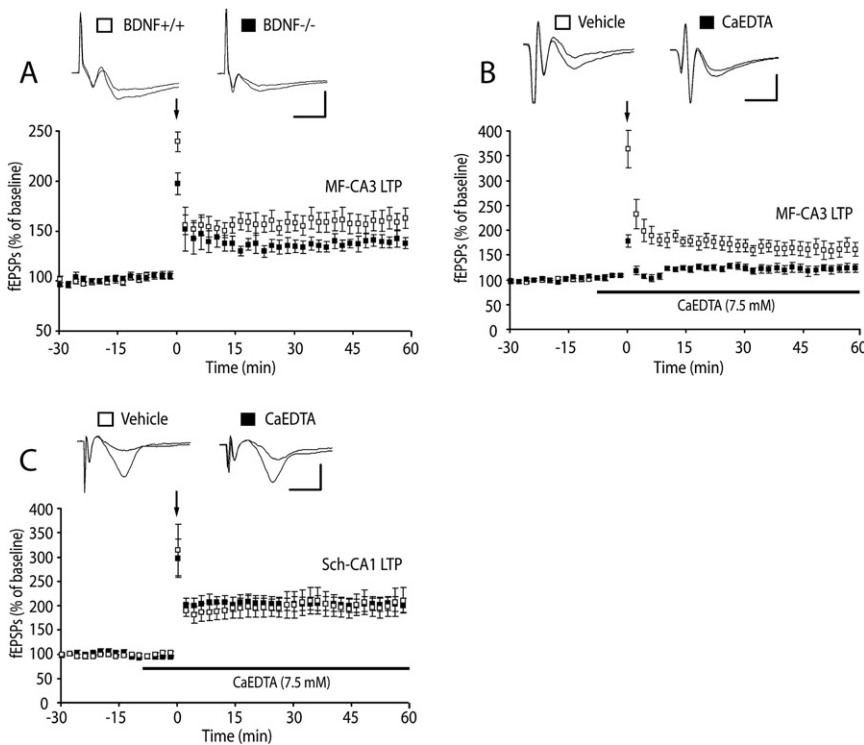 A
BDNF+/+
BDNF-/-
fEPSPs (% of baseline)
250
200
150
100
50
MF-CA3 LTP
-30
-15
0
15
30
45
60
Time (min)
B
Vehicle
CaEDTA
fEPSPs (% of baseline)
400
350
300
250
200
150
100
50
0
MF-CA3 LTP
CaEDTA (7.5 mM)
-30
-15
0
15
30
45
60
Time (min)
C
Vehicle
CaEDTA
fEPSPs (% of baseline)
400
350
300
250
200
150
100
50
0
Sch-CA1 LTP
CaEDTA (7.5 mM)
-30
-15
0
15
30
45
60
Time (min)